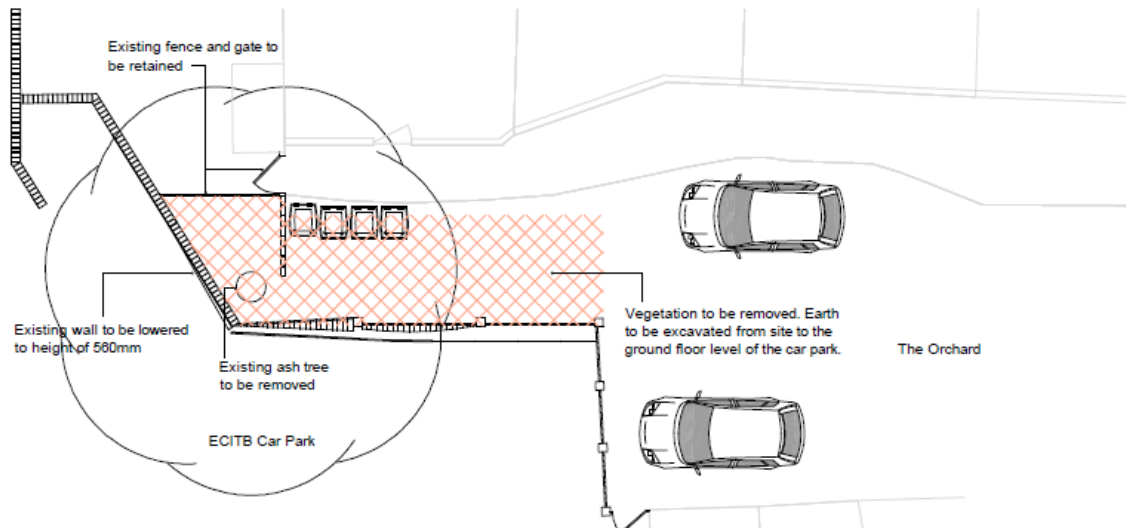 Existing fence and gate to
be retained
Existing wall to be lowered
to height of 560mm
Existing ash tree
to be removed
Vegetation to be removed. Earth
to be excavated from site to the
ground floor level of the car park.
The Orchard
ECITB Car Park